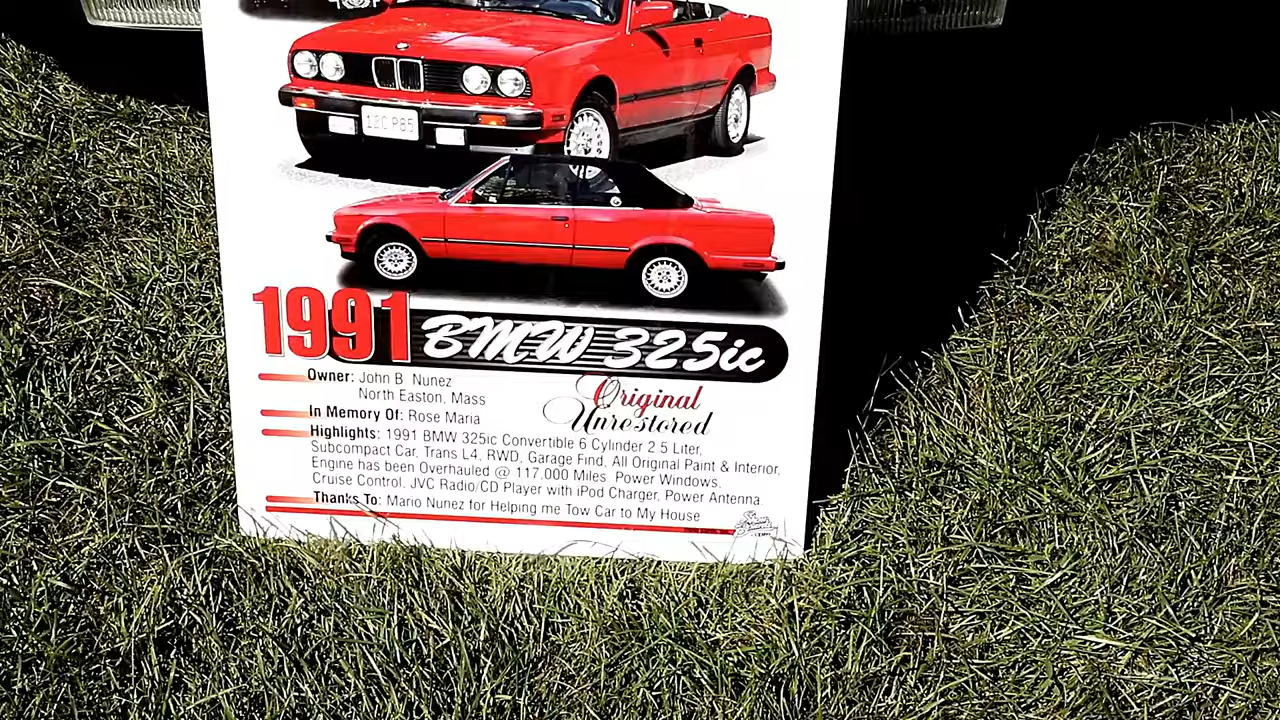 12C P85
1991 BMW 325ic
Owner: John B Nunez
North Easton, Mass
Original
Unrestored
In Memory Of: Rose Maria
Highlights: 1991 BMW 325ic Convertible 6 Cylinder 2.5 Liter,
Subcompact Car, Trans L4, RWD, Garage Find, All Original Paint & Interior,
Engine has been Overhauled @ 117,000 Miles. Power Windows,
Cruise Control, JVC Radio/CD Player with iPod Charger, Power Antenna
Thanks To: Mario Nunez for Helping me Tow Car to My House